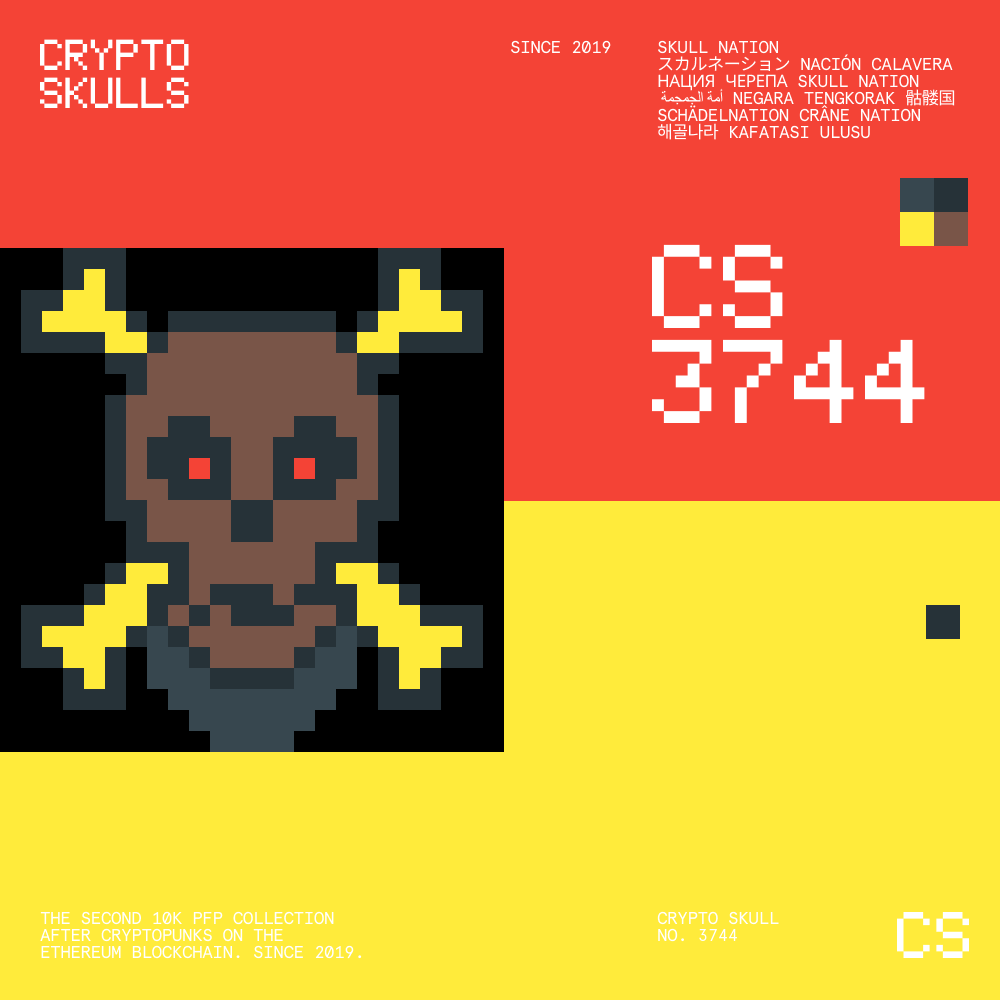 CRYPTO
SKULLS
SINCE 2019
SKULL NATION
スカルネーション NACIÓN CALAVERA
НАЦИЯ ЧЕРЕПА SKULL NATION
أمة الجمجمة NEGARA TENGKORAK 骷髅国
SCHÄDELNATION CRÂNE NATION
해골나라 KAFATASI ULUSU
CS
3744
THE SECOND 10K PFP COLLECTION
AFTER CRYPTOPUNKS ON THE
ETHEREUM BLOCKCHAIN. SINCE 2019.
CRYPTO SKULL
NO. 3744
CS